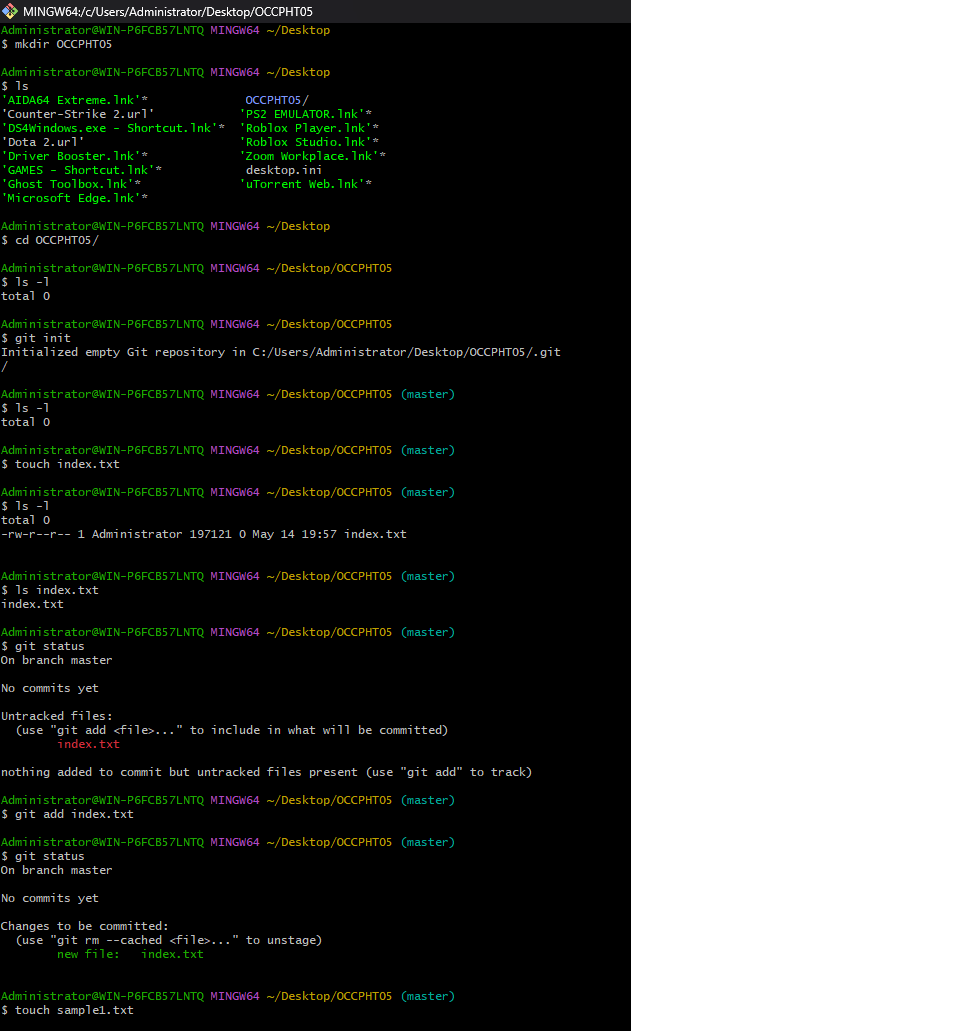 MINGW64:/c/Users/Administrator/Desktop/OCCPHT05
Administrator@WIN-P6FCB57LNTQ MINGW64 ~/Desktop
$ mkdir OCCPHT05
Administrator@WIN-P6FCB57LNTQ MINGW64 ~/Desktop
$ ls
'AIDA64 Extreme.lnk'*              OCCPHT05/
'Counter-Strike 2.url'            'PS2 EMULATOR.lnk'*
'DS4Windows.exe - Shortcut.lnk'*  'Roblox Player.lnk'*
'Dota 2.url'                      'Roblox Studio.lnk'*
'Driver Booster.lnk'*             'Zoom Workplace.lnk'*
'GAMES - Shortcut.lnk'*            desktop.ini
'Ghost Toolbox.lnk'*              'uTorrent Web.lnk'*
'Microsoft Edge.lnk'*
Administrator@WIN-P6FCB57LNTQ MINGW64 ~/Desktop
$ cd OCCPHT05/
Administrator@WIN-P6FCB57LNTQ MINGW64 ~/Desktop/OCCPHT05
$ ls -l
total 0
Administrator@WIN-P6FCB57LNTQ MINGW64 ~/Desktop/OCCPHT05
$ git init
Initialized empty Git repository in C:/Users/Administrator/Desktop/OCCPHT05/.git
/
Administrator@WIN-P6FCB57LNTQ MINGW64 ~/Desktop/OCCPHT05 (master)
$ ls -l
total 0
Administrator@WIN-P6FCB57LNTQ MINGW64 ~/Desktop/OCCPHT05 (master)
$ touch index.txt
Administrator@WIN-P6FCB57LNTQ MINGW64 ~/Desktop/OCCPHT05 (master)
$ ls -l
total 0
-rw-r--r-- 1 Administrator 197121 0 May 14 19:57 index.txt
Administrator@WIN-P6FCB57LNTQ MINGW64 ~/Desktop/OCCPHT05 (master)
$ ls index.txt
index.txt
Administrator@WIN-P6FCB57LNTQ MINGW64 ~/Desktop/OCCPHT05 (master)
$ git status
On branch master
No commits yet
Untracked files:
  (use "git add <file>..." to include in what will be committed)
        index.txt
nothing added to commit but untracked files present (use "git add" to track)
Administrator@WIN-P6FCB57LNTQ MINGW64 ~/Desktop/OCCPHT05 (master)
$ git add index.txt
Administrator@WIN-P6FCB57LNTQ MINGW64 ~/Desktop/OCCPHT05 (master)
$ git status
On branch master
No commits yet
Changes to be committed:
  (use "git rm --cached <file>..." to unstage)
        new file:   index.txt
Administrator@WIN-P6FCB57LNTQ MINGW64 ~/Desktop/OCCPHT05 (master)
$ touch sample1.txt